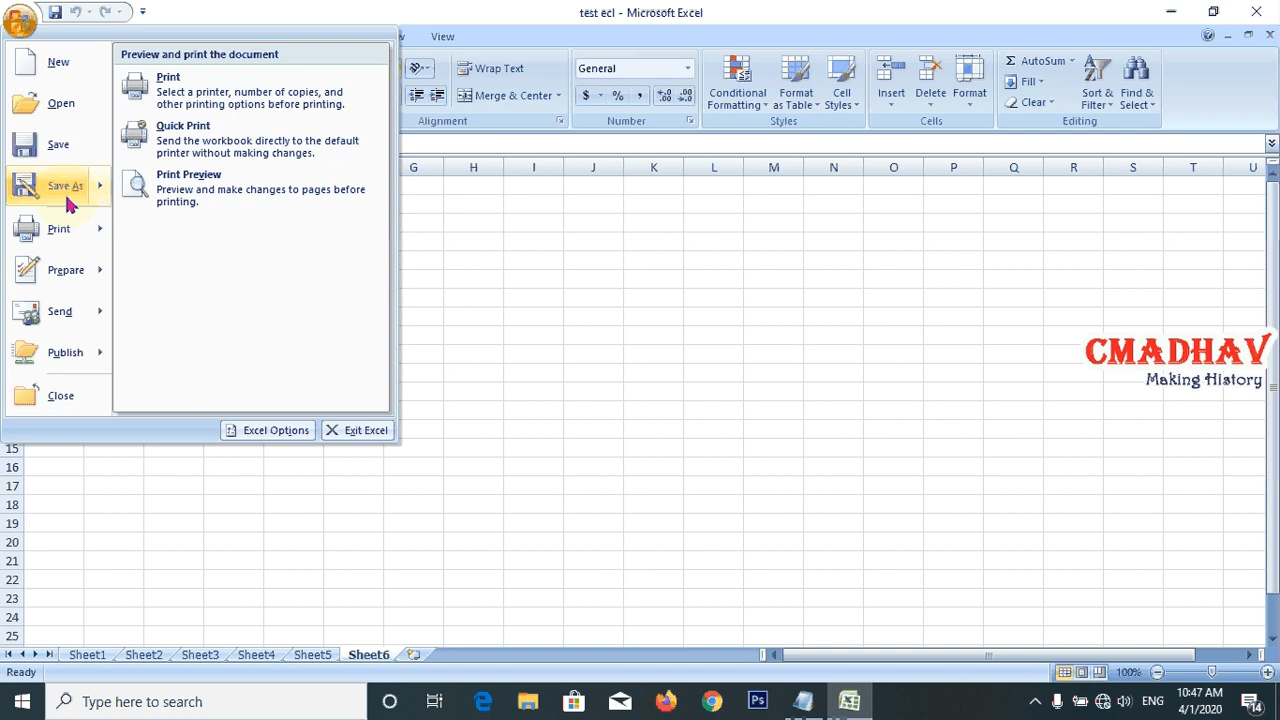 test ecl - Microsoft Excel
View
New
Open
Save
Save As
Print
Prepare
Send
Publish
Close
Preview and print the document
Print
Select a printer, number of copies, and
other printing options before printing.
Quick Print
Send the workbook directly to the default
printer without making changes.
Print Preview
Preview and make changes to pages before
printing.
Excel Options
Exit Excel
Wrap Text
Merge & Center
Alignment
General
$ % ,
Number
Conditional
Formatting
Format
as Table
Cell
Styles
Styles
Insert
Delete
Format
Cells
Σ AutoSum
Fill
Clear
Sort &
Filter
Find &
Select
Editing
G H I J K L M N O P Q R S T U
CMADHAV
Making History
15
16
17
18
19
20
21
22
23
24
25
Sheet1 Sheet2 Sheet3 Sheet4 Sheet5 Sheet6
Ready
100%
Type here to search
Ps
ENG
10:47 AM
4/1/2020
14